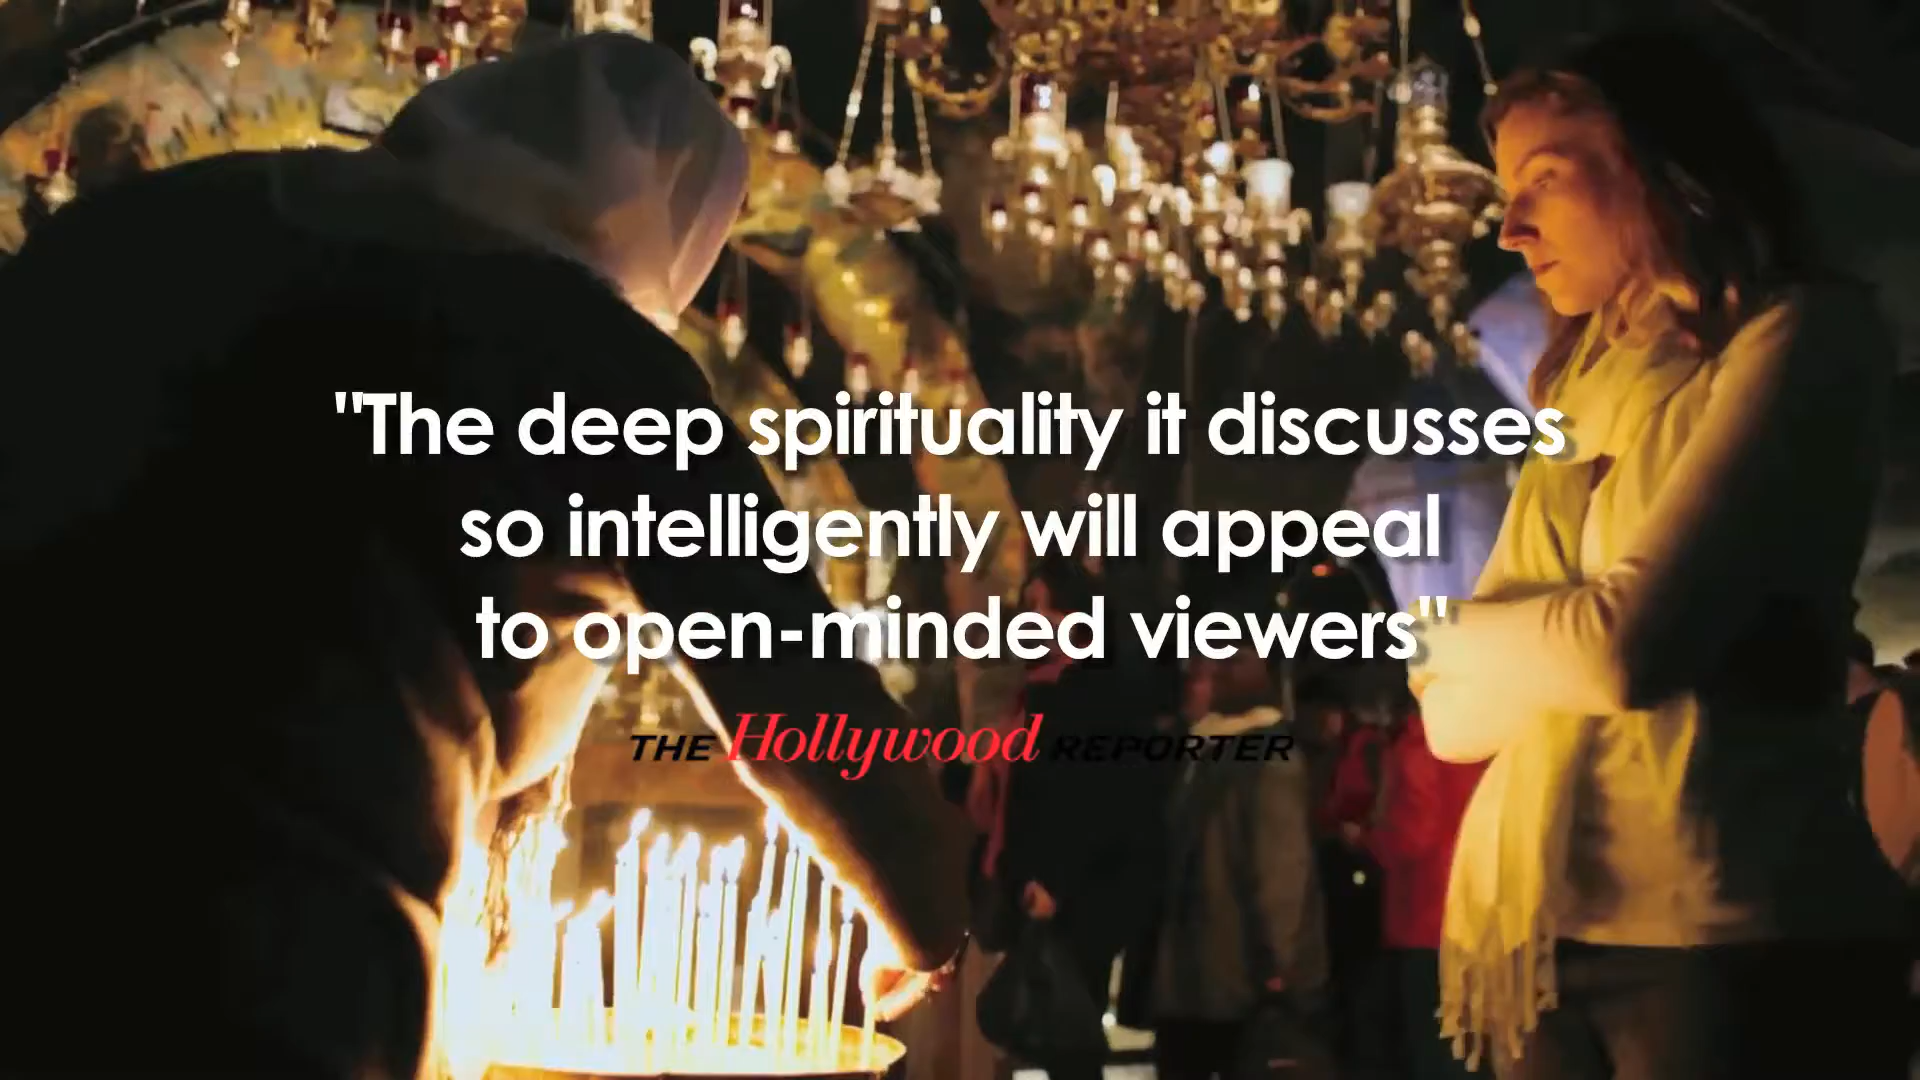 "The deep spirituality it discusses
so intelligently will appeal
to open-minded viewers"
THE Hollywood REPORTER